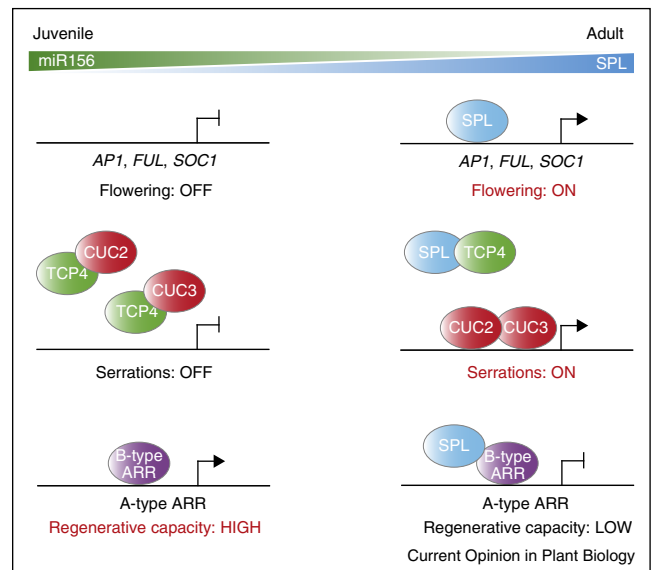 Juvenile Adult
miR156 SPL
SPL
AP1, FUL, SOC1 AP1, FUL, SOC1
Flowering: OFF Flowering: ON
CUC2
TCP4
CUC3
TCP4
SPL TCP4
CUC2 CUC3
Serrations: OFF Serrations: ON
B-type
ARR
SPL
B-type
ARR
A-type ARR A-type ARR
Regenerative capacity: HIGH Regenerative capacity: LOW
Current Opinion in Plant Biology